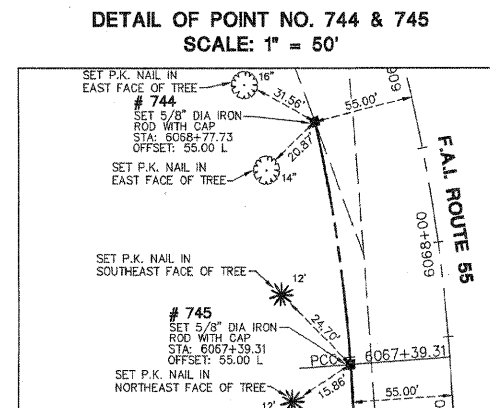 DETAIL OF POINT NO. 744 & 745
SCALE: 1" = 50'
SET P.K. NAIL IN
EAST FACE OF TREE
16"
31.56'
# 744
SET 5/8" DIA IRON
ROD WITH CAP
STA: 6068+77.73
OFFSET: 55.00 L
55.00'
20.87'
SET P.K. NAIL IN
EAST FACE OF TREE
14"
F.A.I. ROUTE 55
6068+00
SET P.K. NAIL IN
SOUTHEAST FACE OF TREE
12'
24.70'
# 745
SET 5/8" DIA IRON
ROD WITH CAP
STA: 6067+39.31
OFFSET: 55.00 L
PCC
6067+39.31
SET P.K. NAIL IN
NORTHEAST FACE OF TREE
15.86'
12'
55.00'